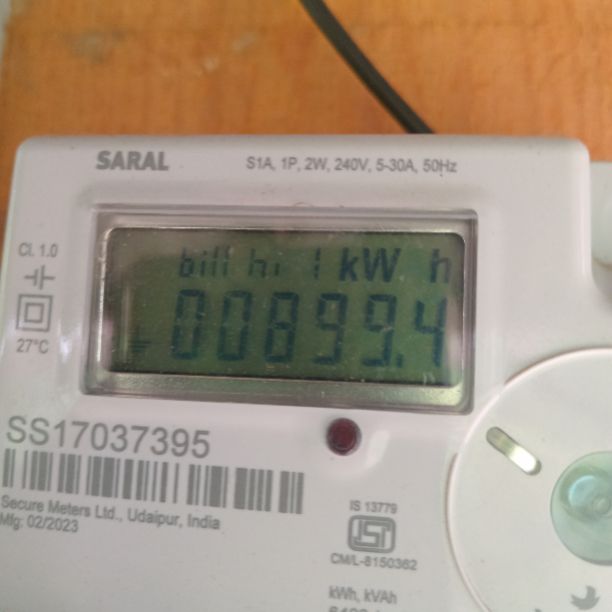 SARAL
S1A, 1P, 2W, 240V, 5-30A, 50Hz
Cl. 1.0
27°C
bill hi 1 kW h
00899.4
SS17037395
Secure Meters Ltd., Udaipur, India
Mfg: 02/2023
IS 13779
CM/L-8150362
kWh, kVAh